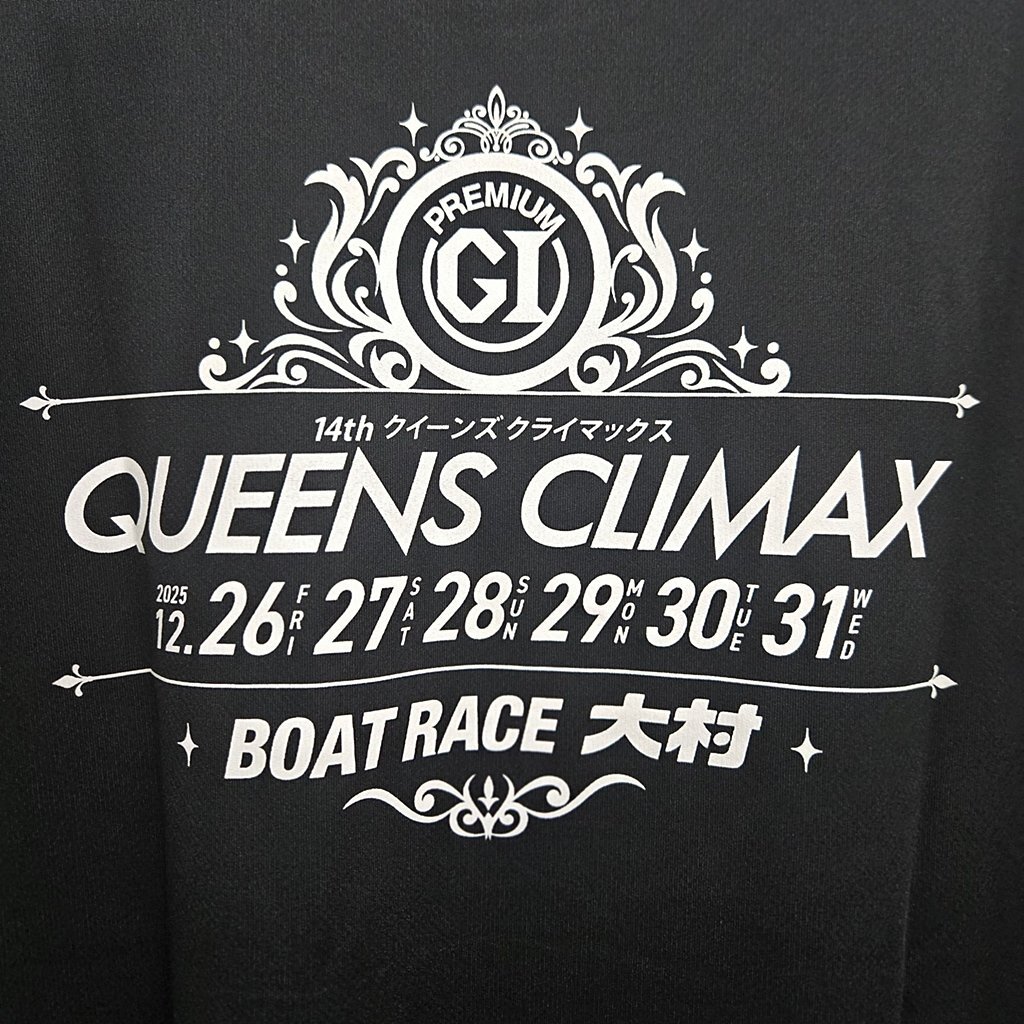 PREMIUM
GI
14th クイーンズクライマックス
QUEENS CLIMAX
2025
12. 26 FRI 27 SAT 28 SUN 29 MON 30 TUE 31 WED
BOAT RACE 大村